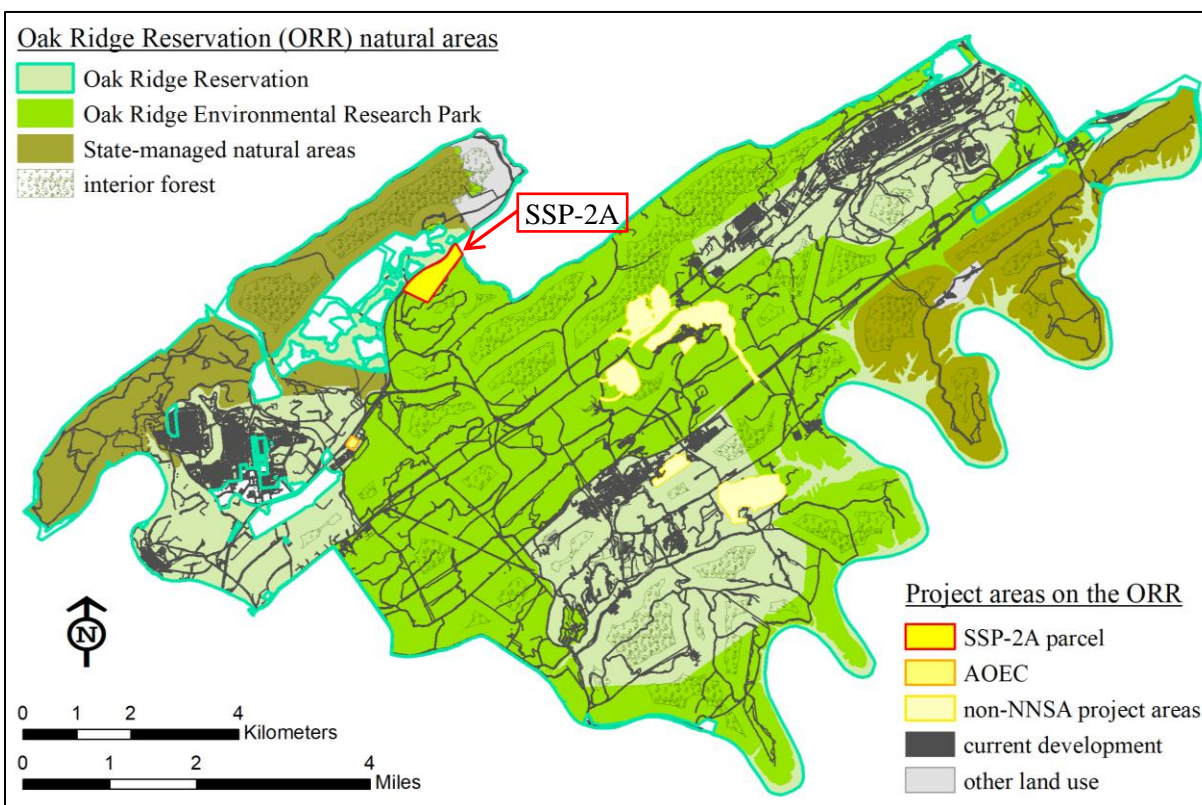 Oak Ridge Reservation (ORR) natural areas
Oak Ridge Reservation
Oak Ridge Environmental Research Park
State-managed natural areas
interior forest
SSP-2A
N
0 1 2 4
Kilometers
0 1 2 4
Miles
Project areas on the ORR
SSP-2A parcel
AOEC
non-NNSA project areas
current development
other land use